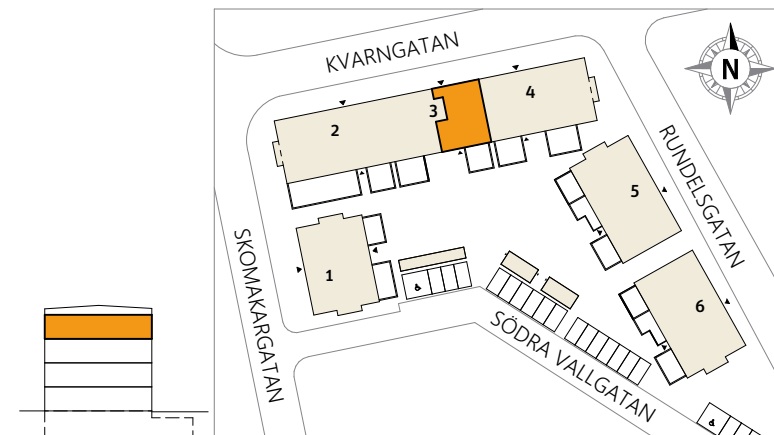 KVARNGATAN
N
2
3
4
RUNDELSGATAN
5
SKOMAKARGATAN
1
6
SÖDRA VALLGATAN